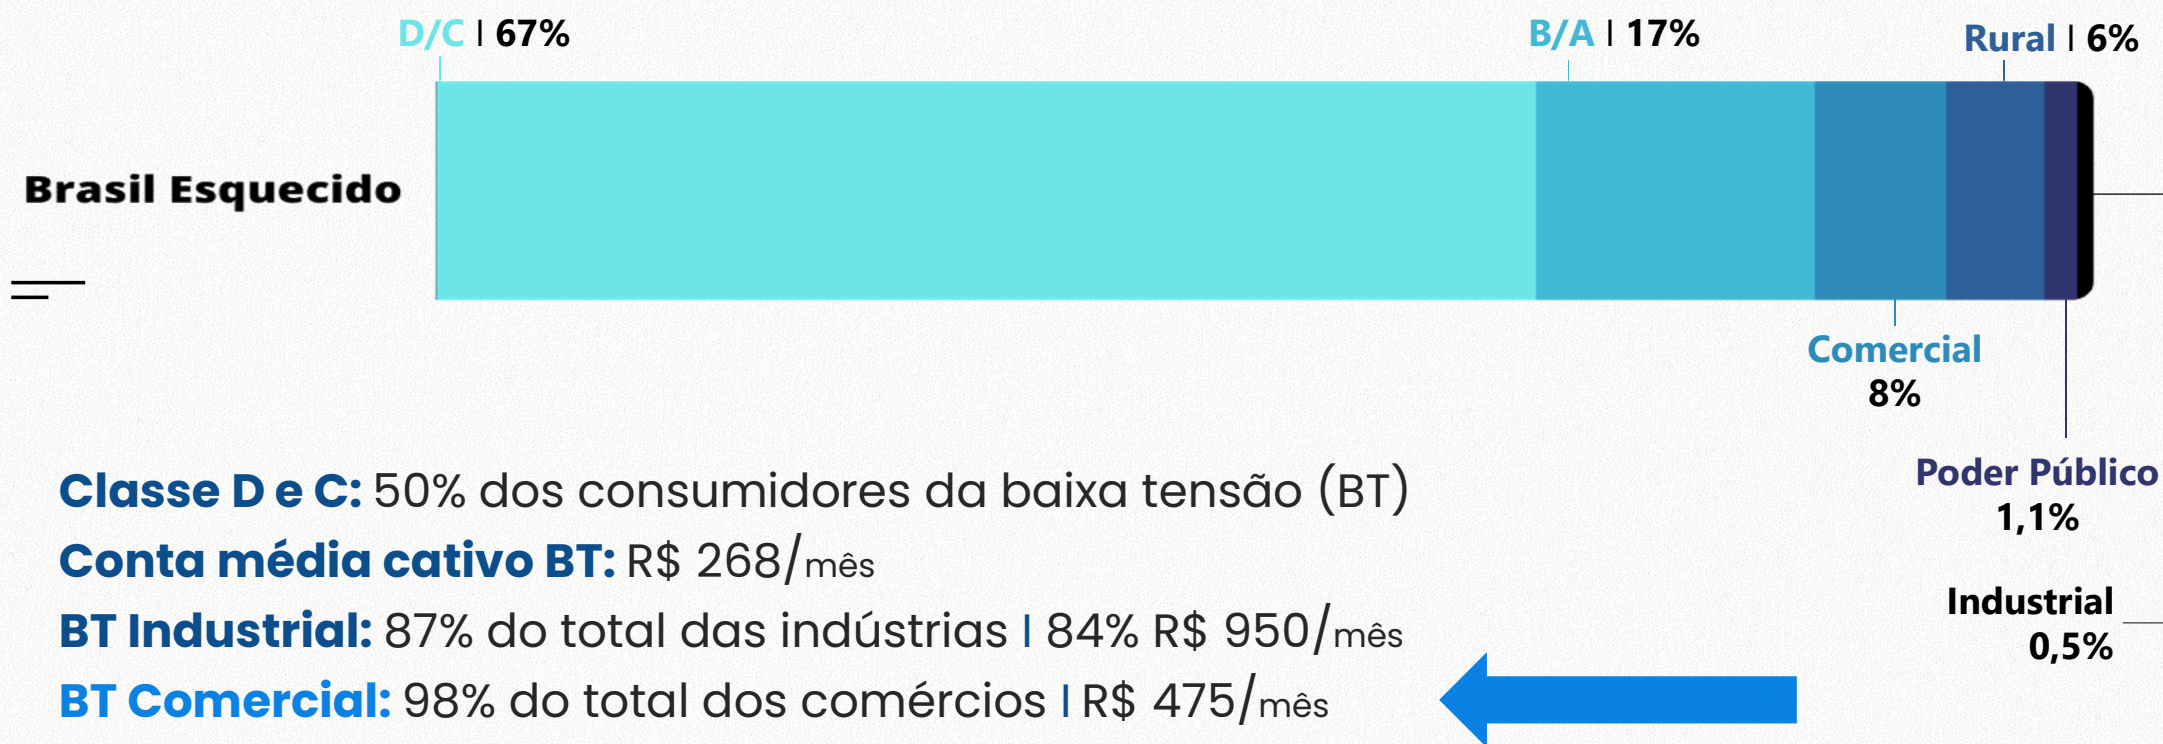 D/C | 67%
B/A | 17%
Rural | 6%
Brasil Esquecido
Comercial
8%
Poder Público
1,1%
Industrial
0,5%
Classe D e C: 50% dos consumidores da baixa tensão (BT)
Conta média cativo BT: R$ 268/mês
BT Industrial: 87% do total das indústrias | 84% R$ 950/mês
BT Comercial: 98% do total dos comércios | R$ 475/mês